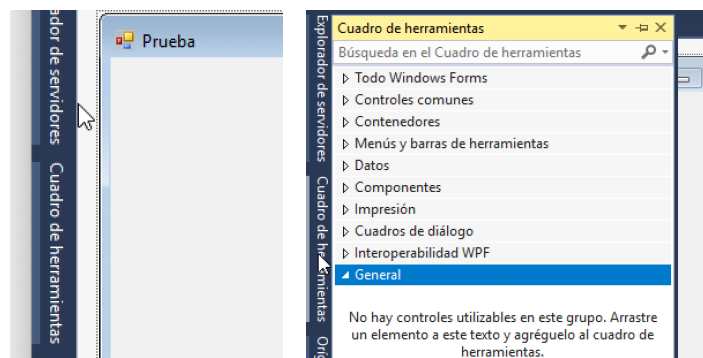 ador de servidores
Cuadro de herramientas
Prueba
Explorador de servidores
Cuadro de herramientas
Oríg
Cuadro de herramientas
Búsqueda en el Cuadro de herramientas
Todo Windows Forms
Controles comunes
Contenedores
Menús y barras de herramientas
Datos
Componentes
Impresión
Cuadros de diálogo
Interoperabilidad WPF
General
No hay controles utilizables en este grupo. Arrastre
un elemento a este texto y agréguelo al cuadro de
herramientas.